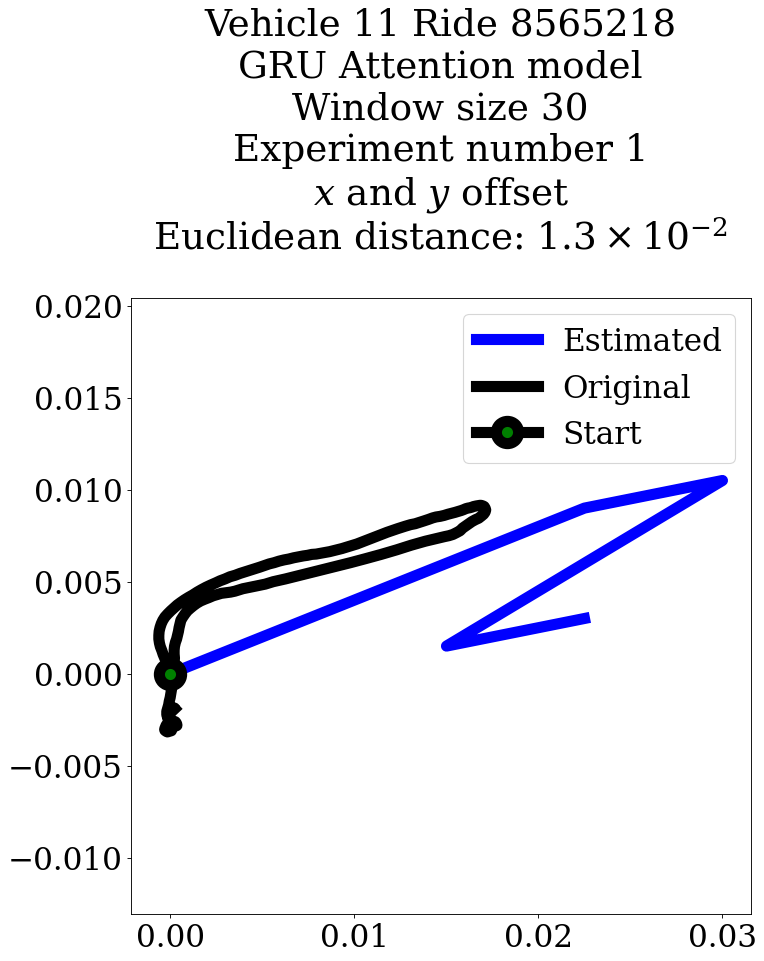 Vehicle 11 Ride 8565218
GRU Attention model
Window size 30
Experiment number 1
x and y offset
Euclidean distance: 1.3 × 10⁻²
0.020
0.015
0.010
0.005
0.000
−0.005
−0.010
Estimated
Original
Start
0.00 0.01 0.02 0.03